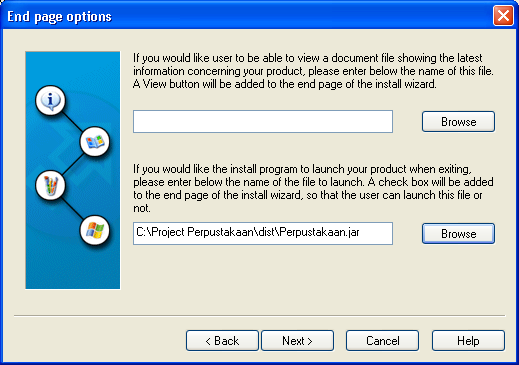 End page options
If you would like user to be able to view a document file showing the latest
information concerning your product, please enter below the name of this file.
A View button will be added to the end page of the install wizard.
Browse
If you would like the install program to launch your product when exiting,
please enter below the name of the file to launch. A check box will be added
to the end page of the install wizard, so that the user can launch this file or
not.
C:\Project Perpustakaan\dist\Perpustakaan.jar
Browse
< Back
Next >
Cancel
Help